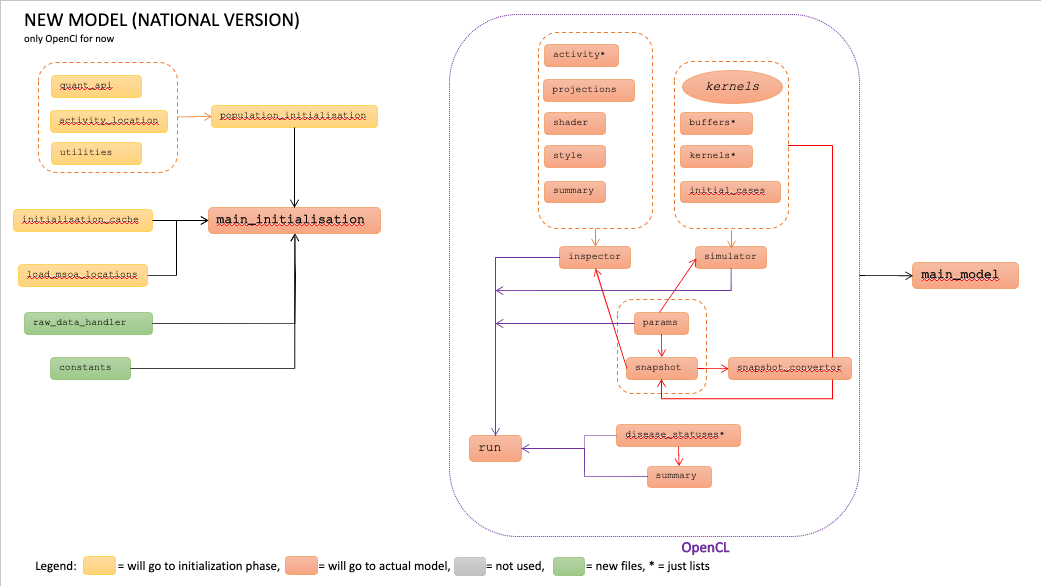 NEW MODEL (NATIONAL VERSION)
only OpenCl for now
quant_api
activity_location
utilities
population_initialisation
initialisation_cache
main_initialisation
load_msoa_locations
raw_data_handler
constants
activity*
projections
shader
style
summary
kernels
buffers*
kernels*
initial_cases
inspector
simulator
main_model
params
snapshot
snapshot_convertor
run
disease_statuses*
summary
OpenCL
Legend: = will go to initialization phase, = will go to actual model, = not used, = new files, * = just lists